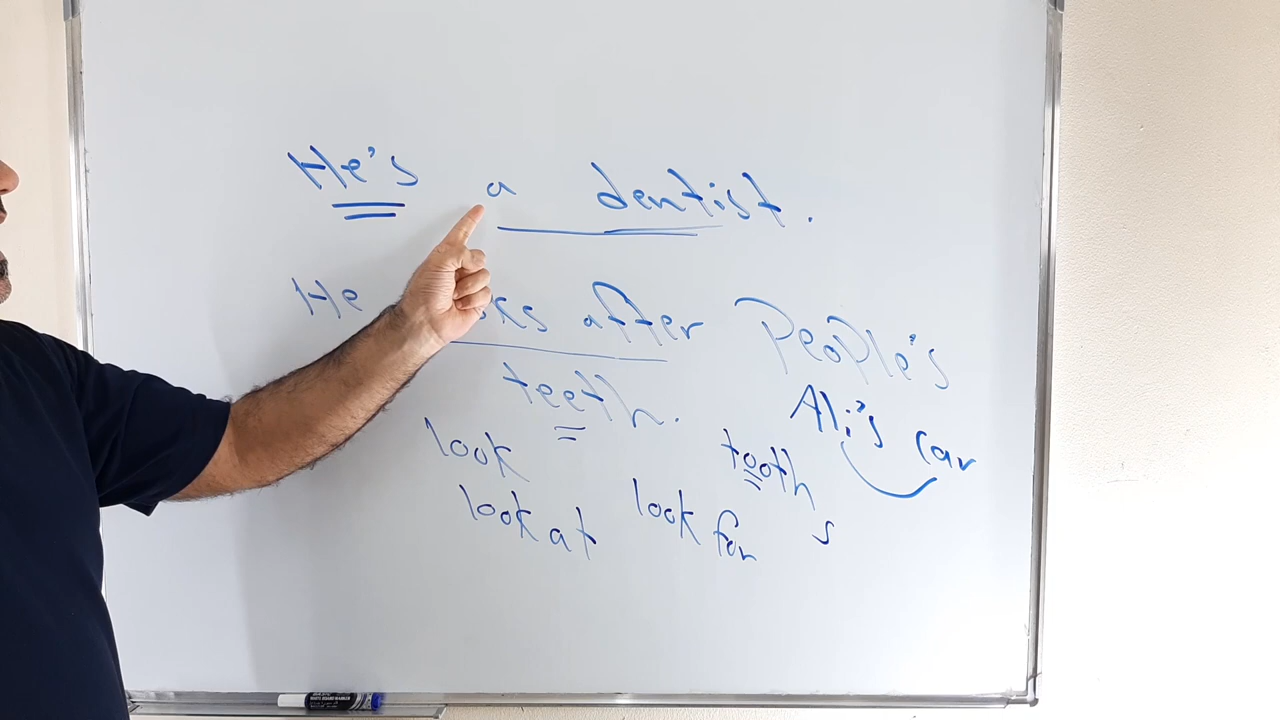 He's a dentist.
He after People's
teeth.
Ali's car
look
tooth
look at look for s